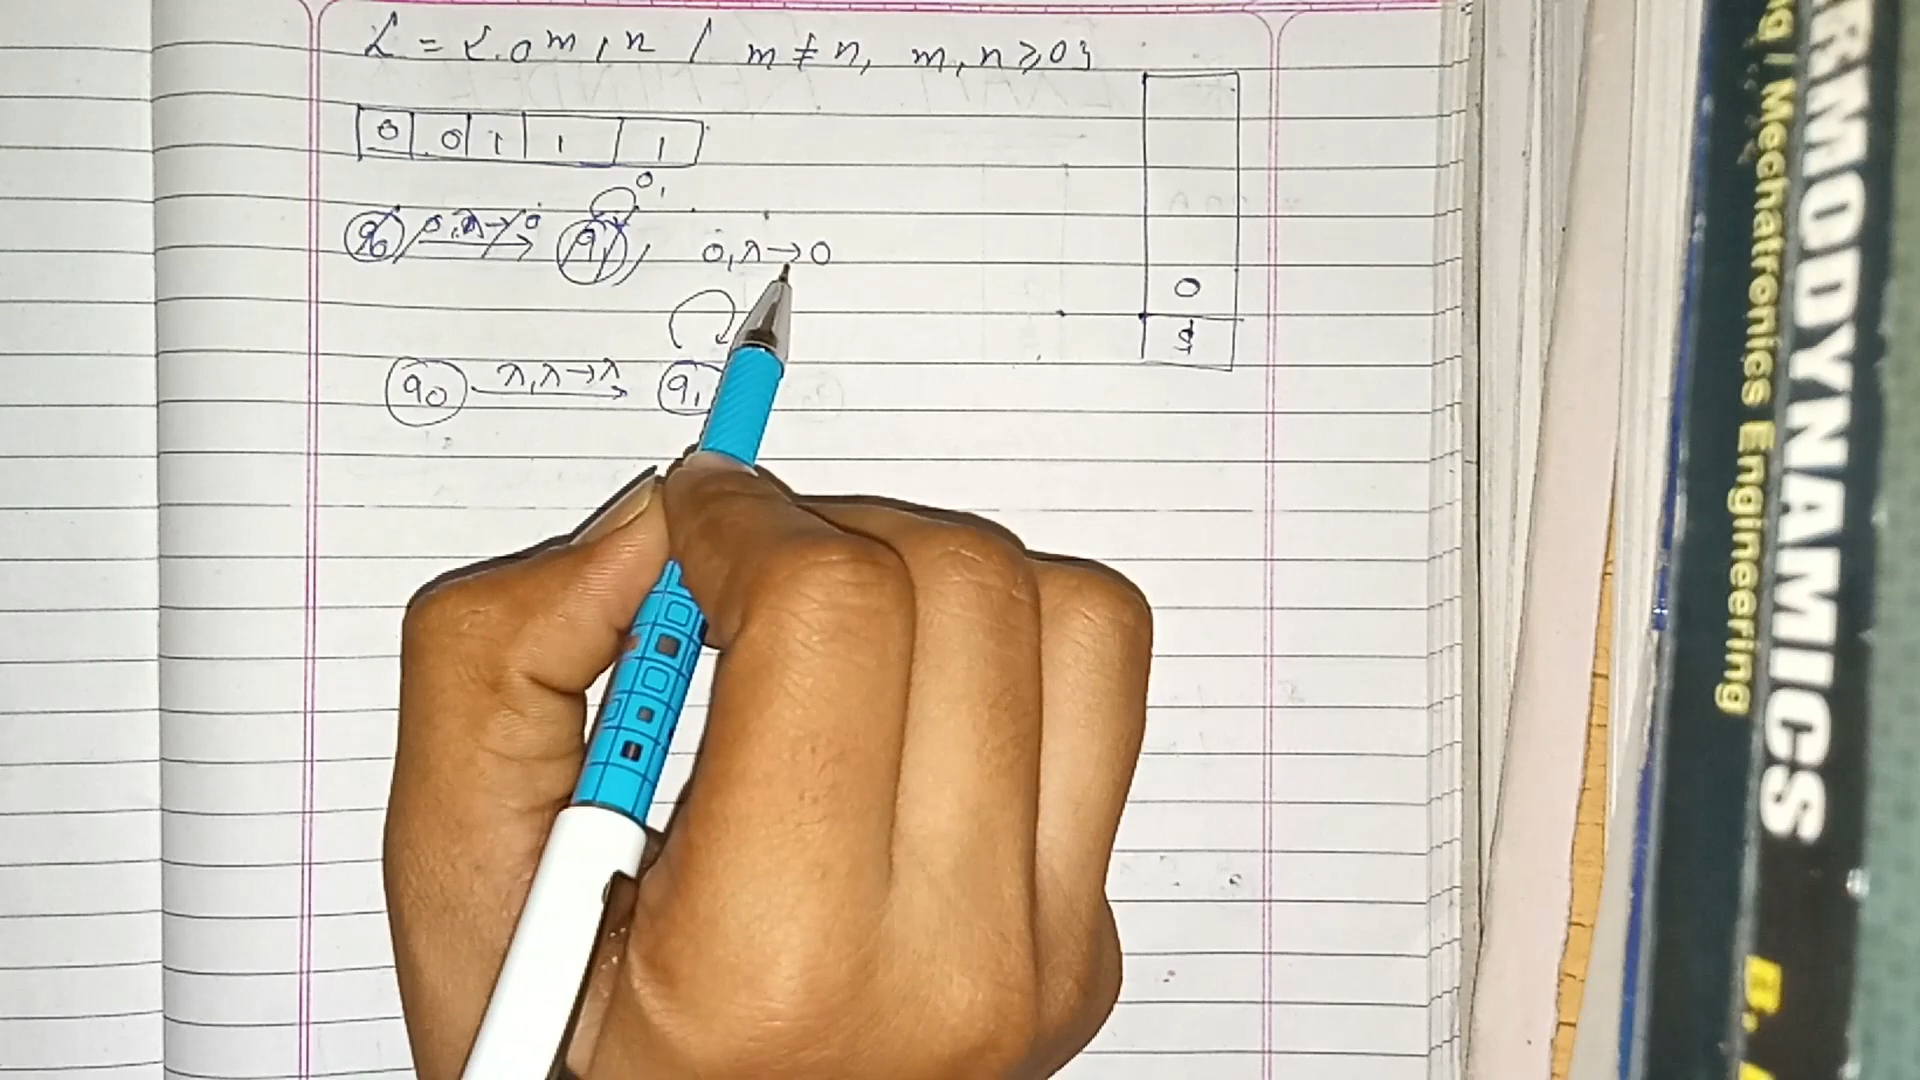 L = {0^m 1^n / m ≠ n, m, n ≥ 0}
0 0 1 1 1
0,
q0 0,λ→0 q1
0,λ→0
0
$
q0 λ,λ→λ q1
ng / Mechatronics Engineering
RMODYNAMICS
B.